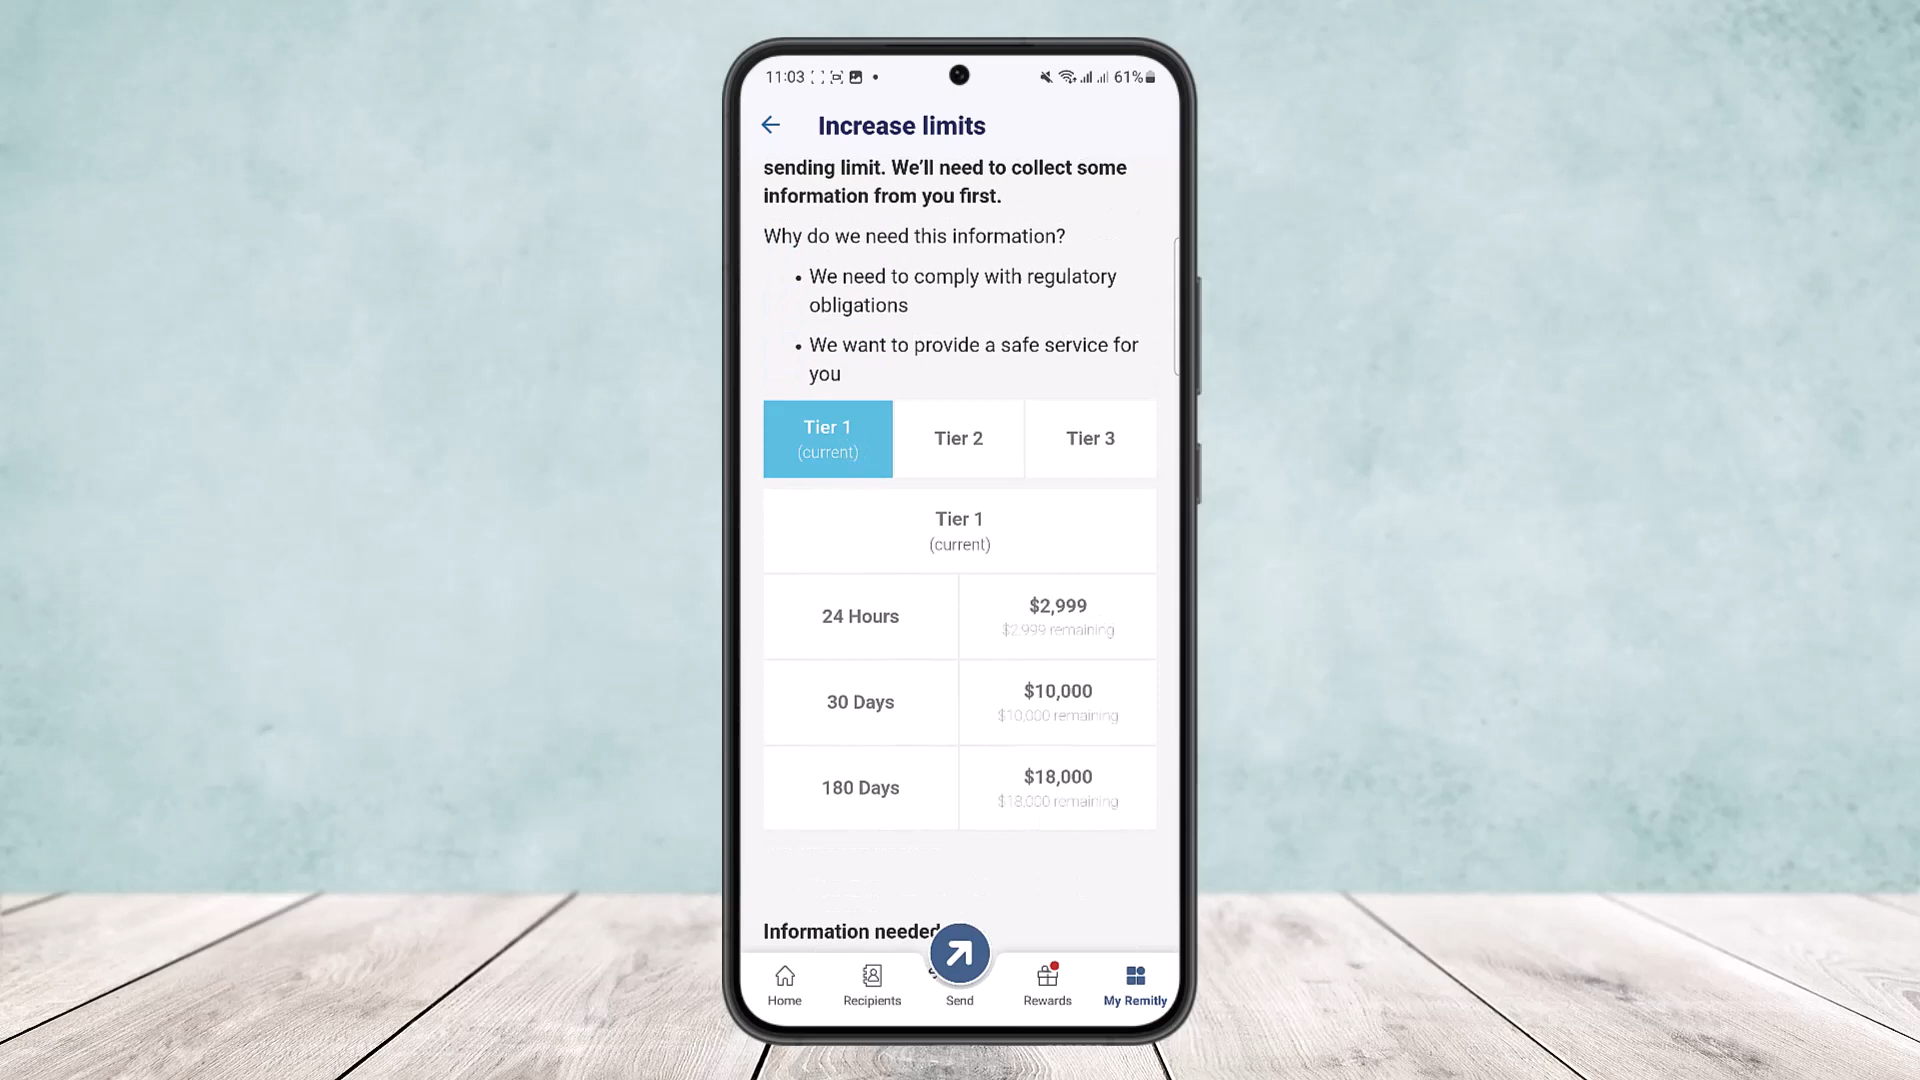 11:03
61%
Increase limits
sending limit. We'll need to collect some
information from you first.
Why do we need this information?
• We need to comply with regulatory
obligations
• We want to provide a safe service for
you
Tier 1
(current)
Tier 2
Tier 3
Tier 1
(current)
24 Hours
$2,999
$2,999 remaining
30 Days
$10,000
$10,000 remaining
180 Days
$18,000
$18,000 remaining
Information needed
Home
Recipients
Send
Rewards
My Remitly